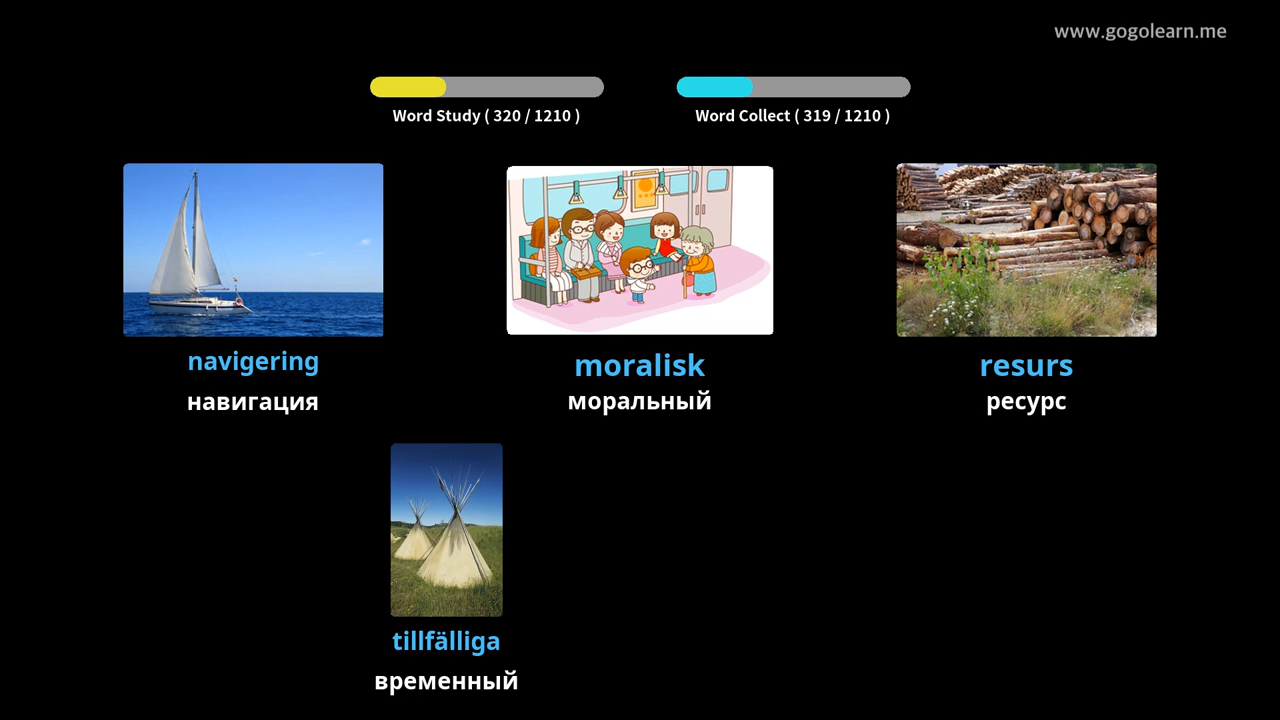 www.gogolearn.me
Word Study ( 320 / 1210 )
Word Collect ( 319 / 1210 )
navigering
навигация
moralisk
моральный
resurs
ресурс
tillfälliga
временный